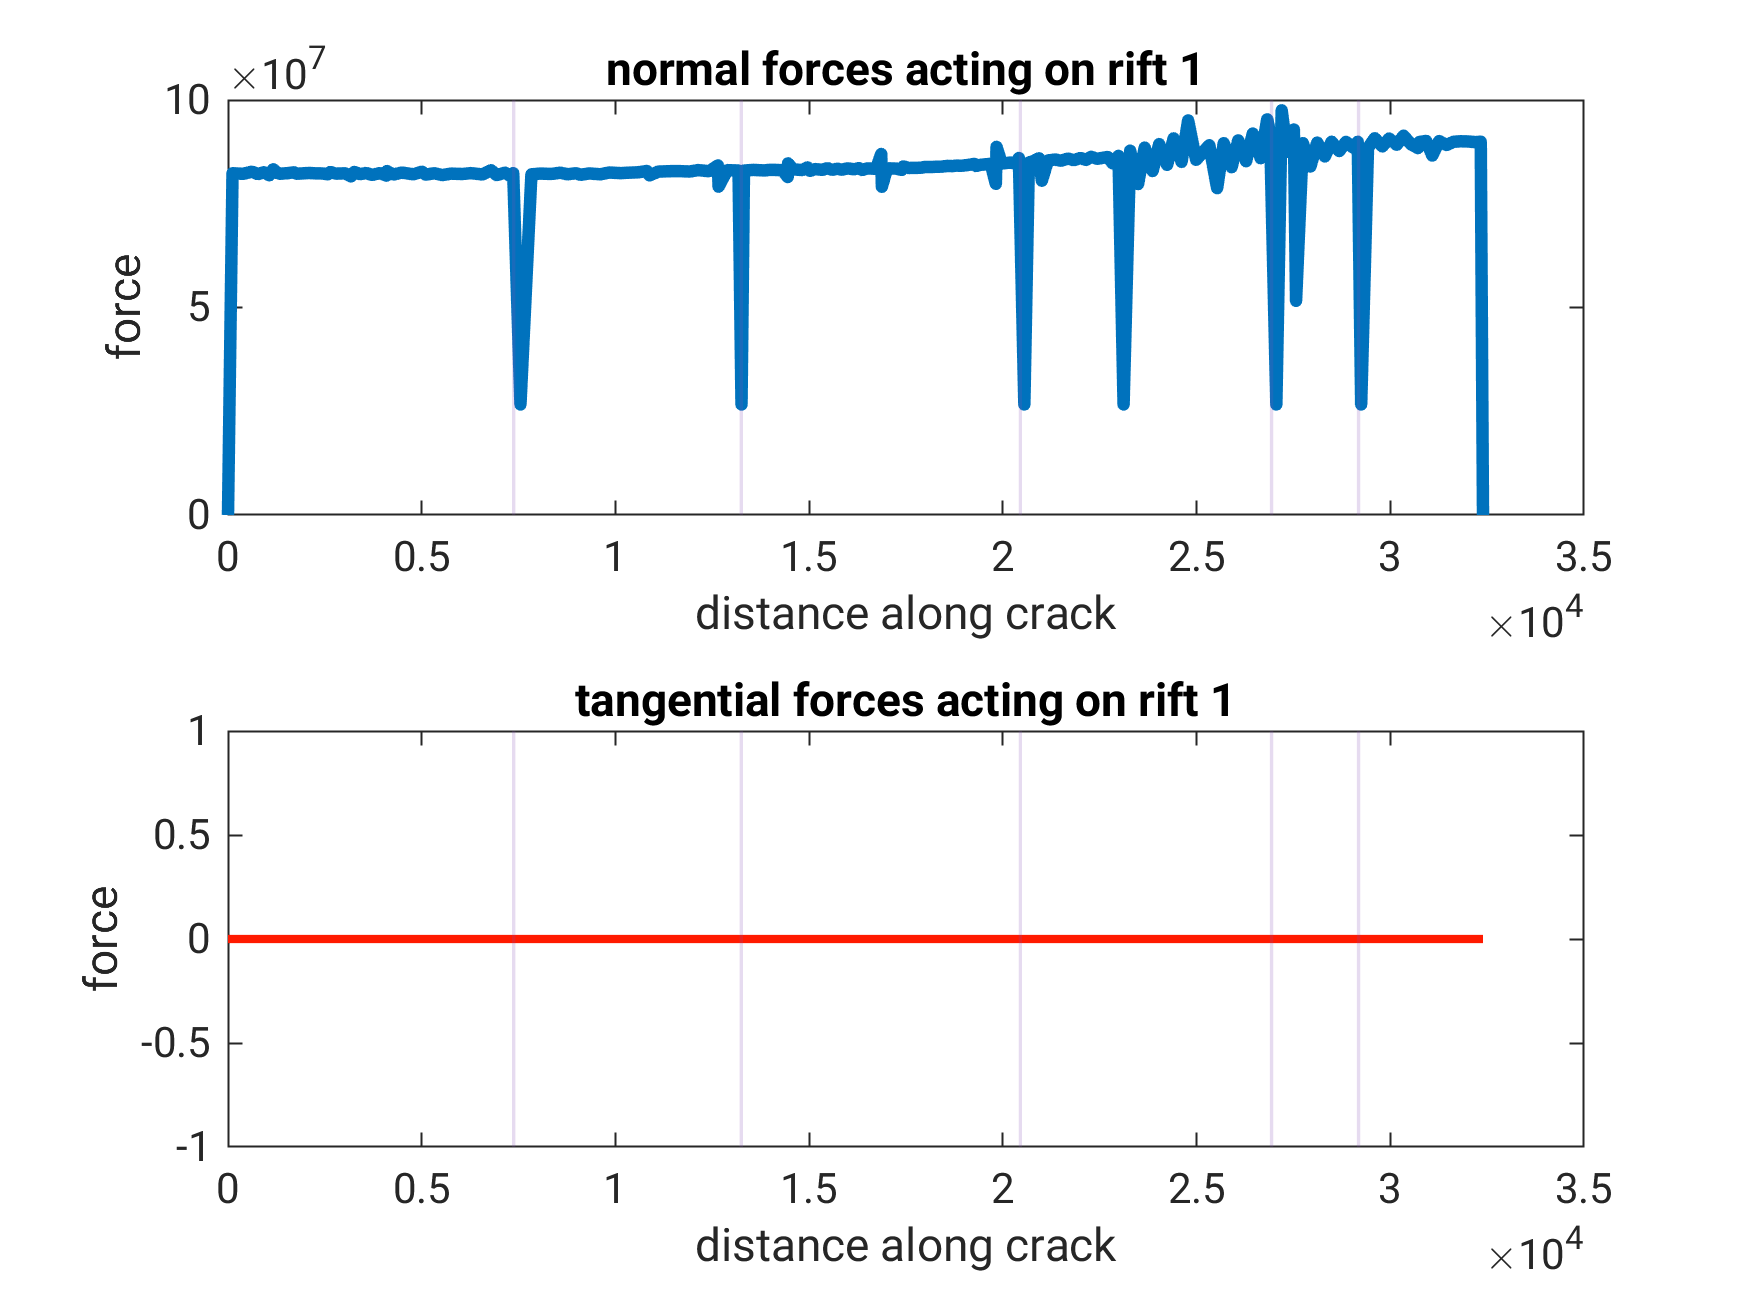 normal forces acting on rift 1
×10^7
10
5
0
force
0 0.5 1 1.5 2 2.5 3 3.5
distance along crack
×10^4
tangential forces acting on rift 1
1
0.5
0
-0.5
-1
force
0 0.5 1 1.5 2 2.5 3 3.5
distance along crack
×10^4